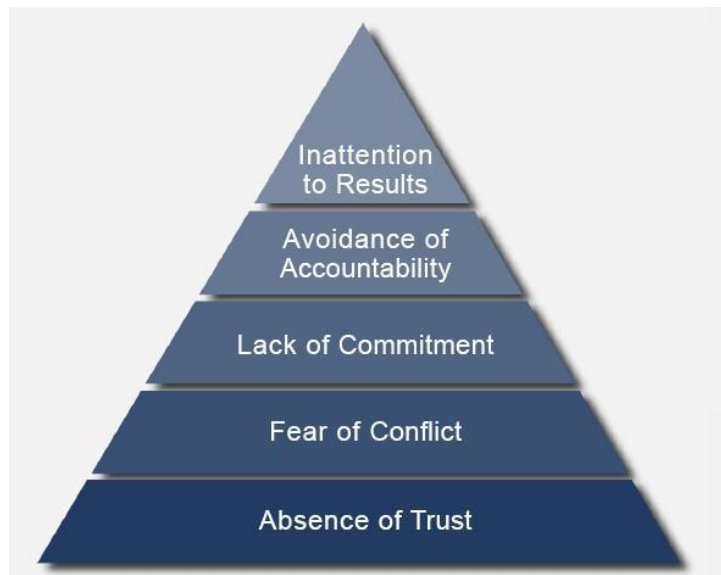 Inattention
to Results
Avoidance of
Accountability
Lack of Commitment
Fear of Conflict
Absence of Trust